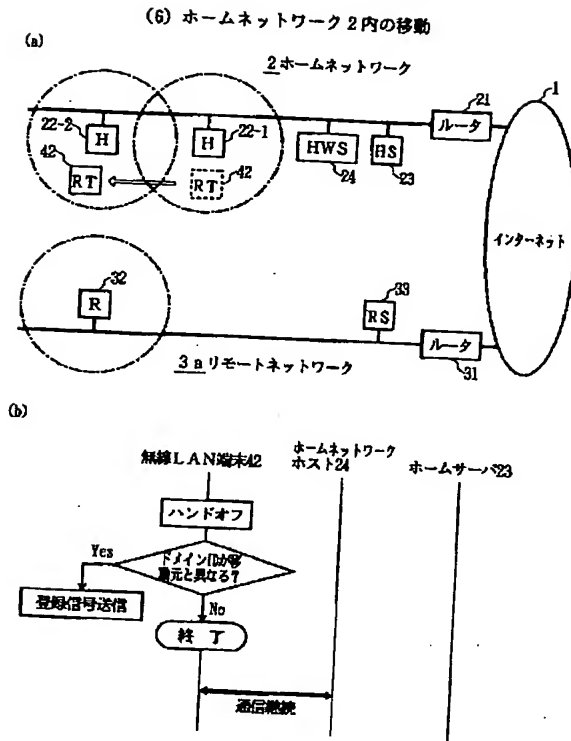 (6) ホームネットワーク2内の移動
(a)
2 ホームネットワーク
21
1
ルータ
22-2
H
H
22-1
HWS
HS
24
23
42
RT
RT
42
インターネット
32
R
33
RS
ルータ
31
3a リモートネットワーク
(b)
無線LAN端末42
ホームネットワーク
ホスト24
ホームサーバ23
ハンドオフ
Yes
ドメインIDが移
動元と異なる?
登録信号送信
No
終了
通信継続